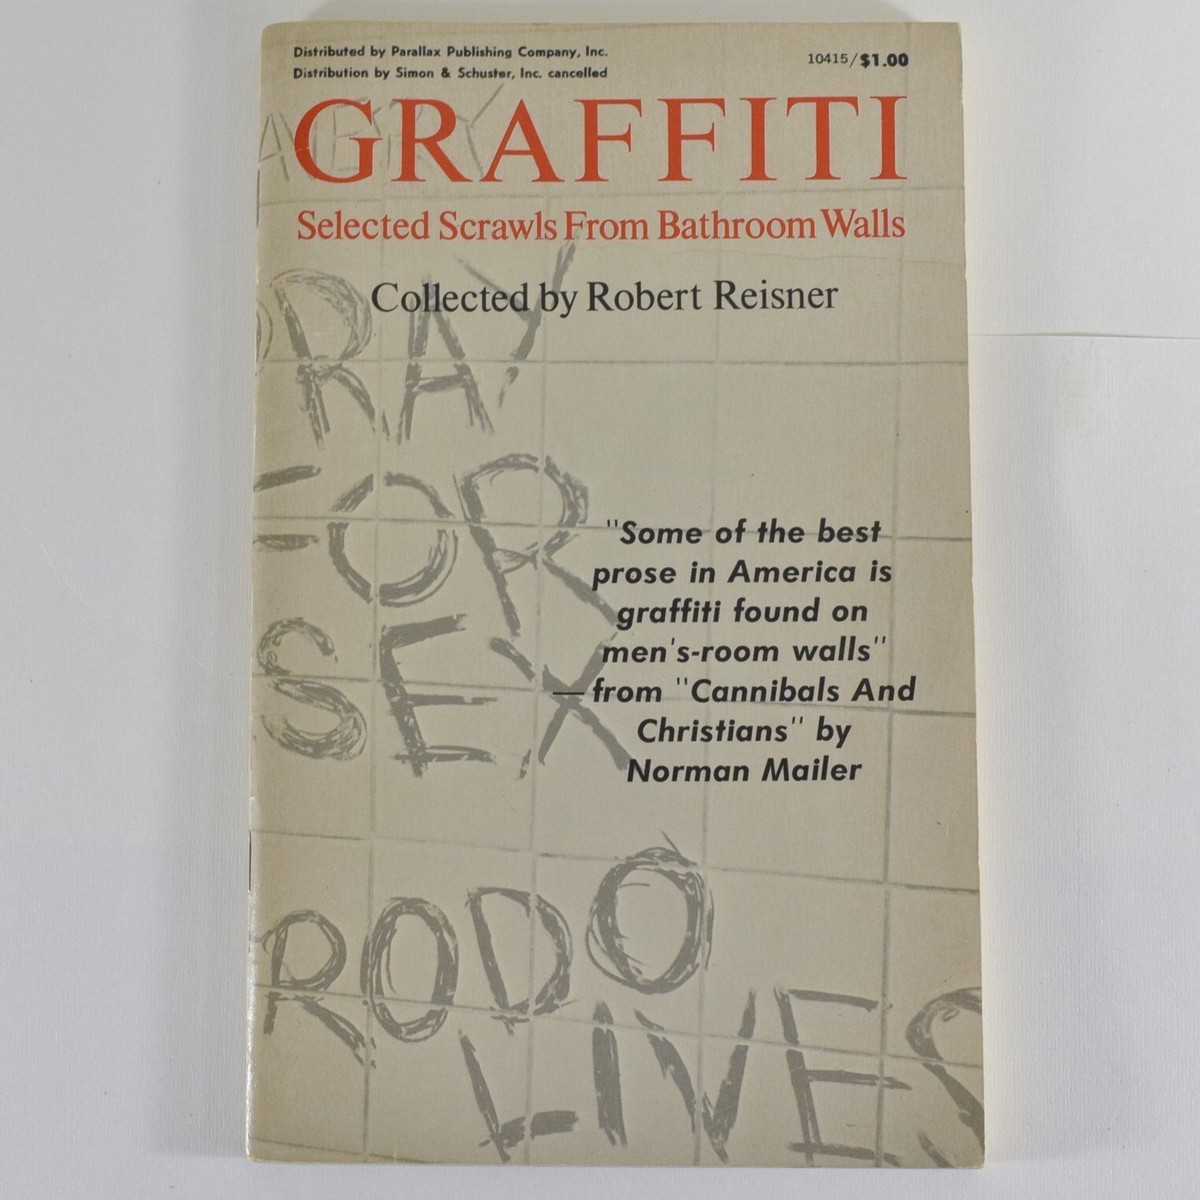 Distributed by Parallax Publishing Company, Inc.
Distribution by Simon & Schuster, Inc. cancelled
10415/$1.00
GRAFFITI
Selected Scrawls From Bathroom Walls
Collected by Robert Reisner
RAY
FOR
SEX
"Some of the best
prose in America is
graffiti found on
men's-room walls"
—from "Cannibals And
Christians" by
Norman Mailer
RODO
LIVES